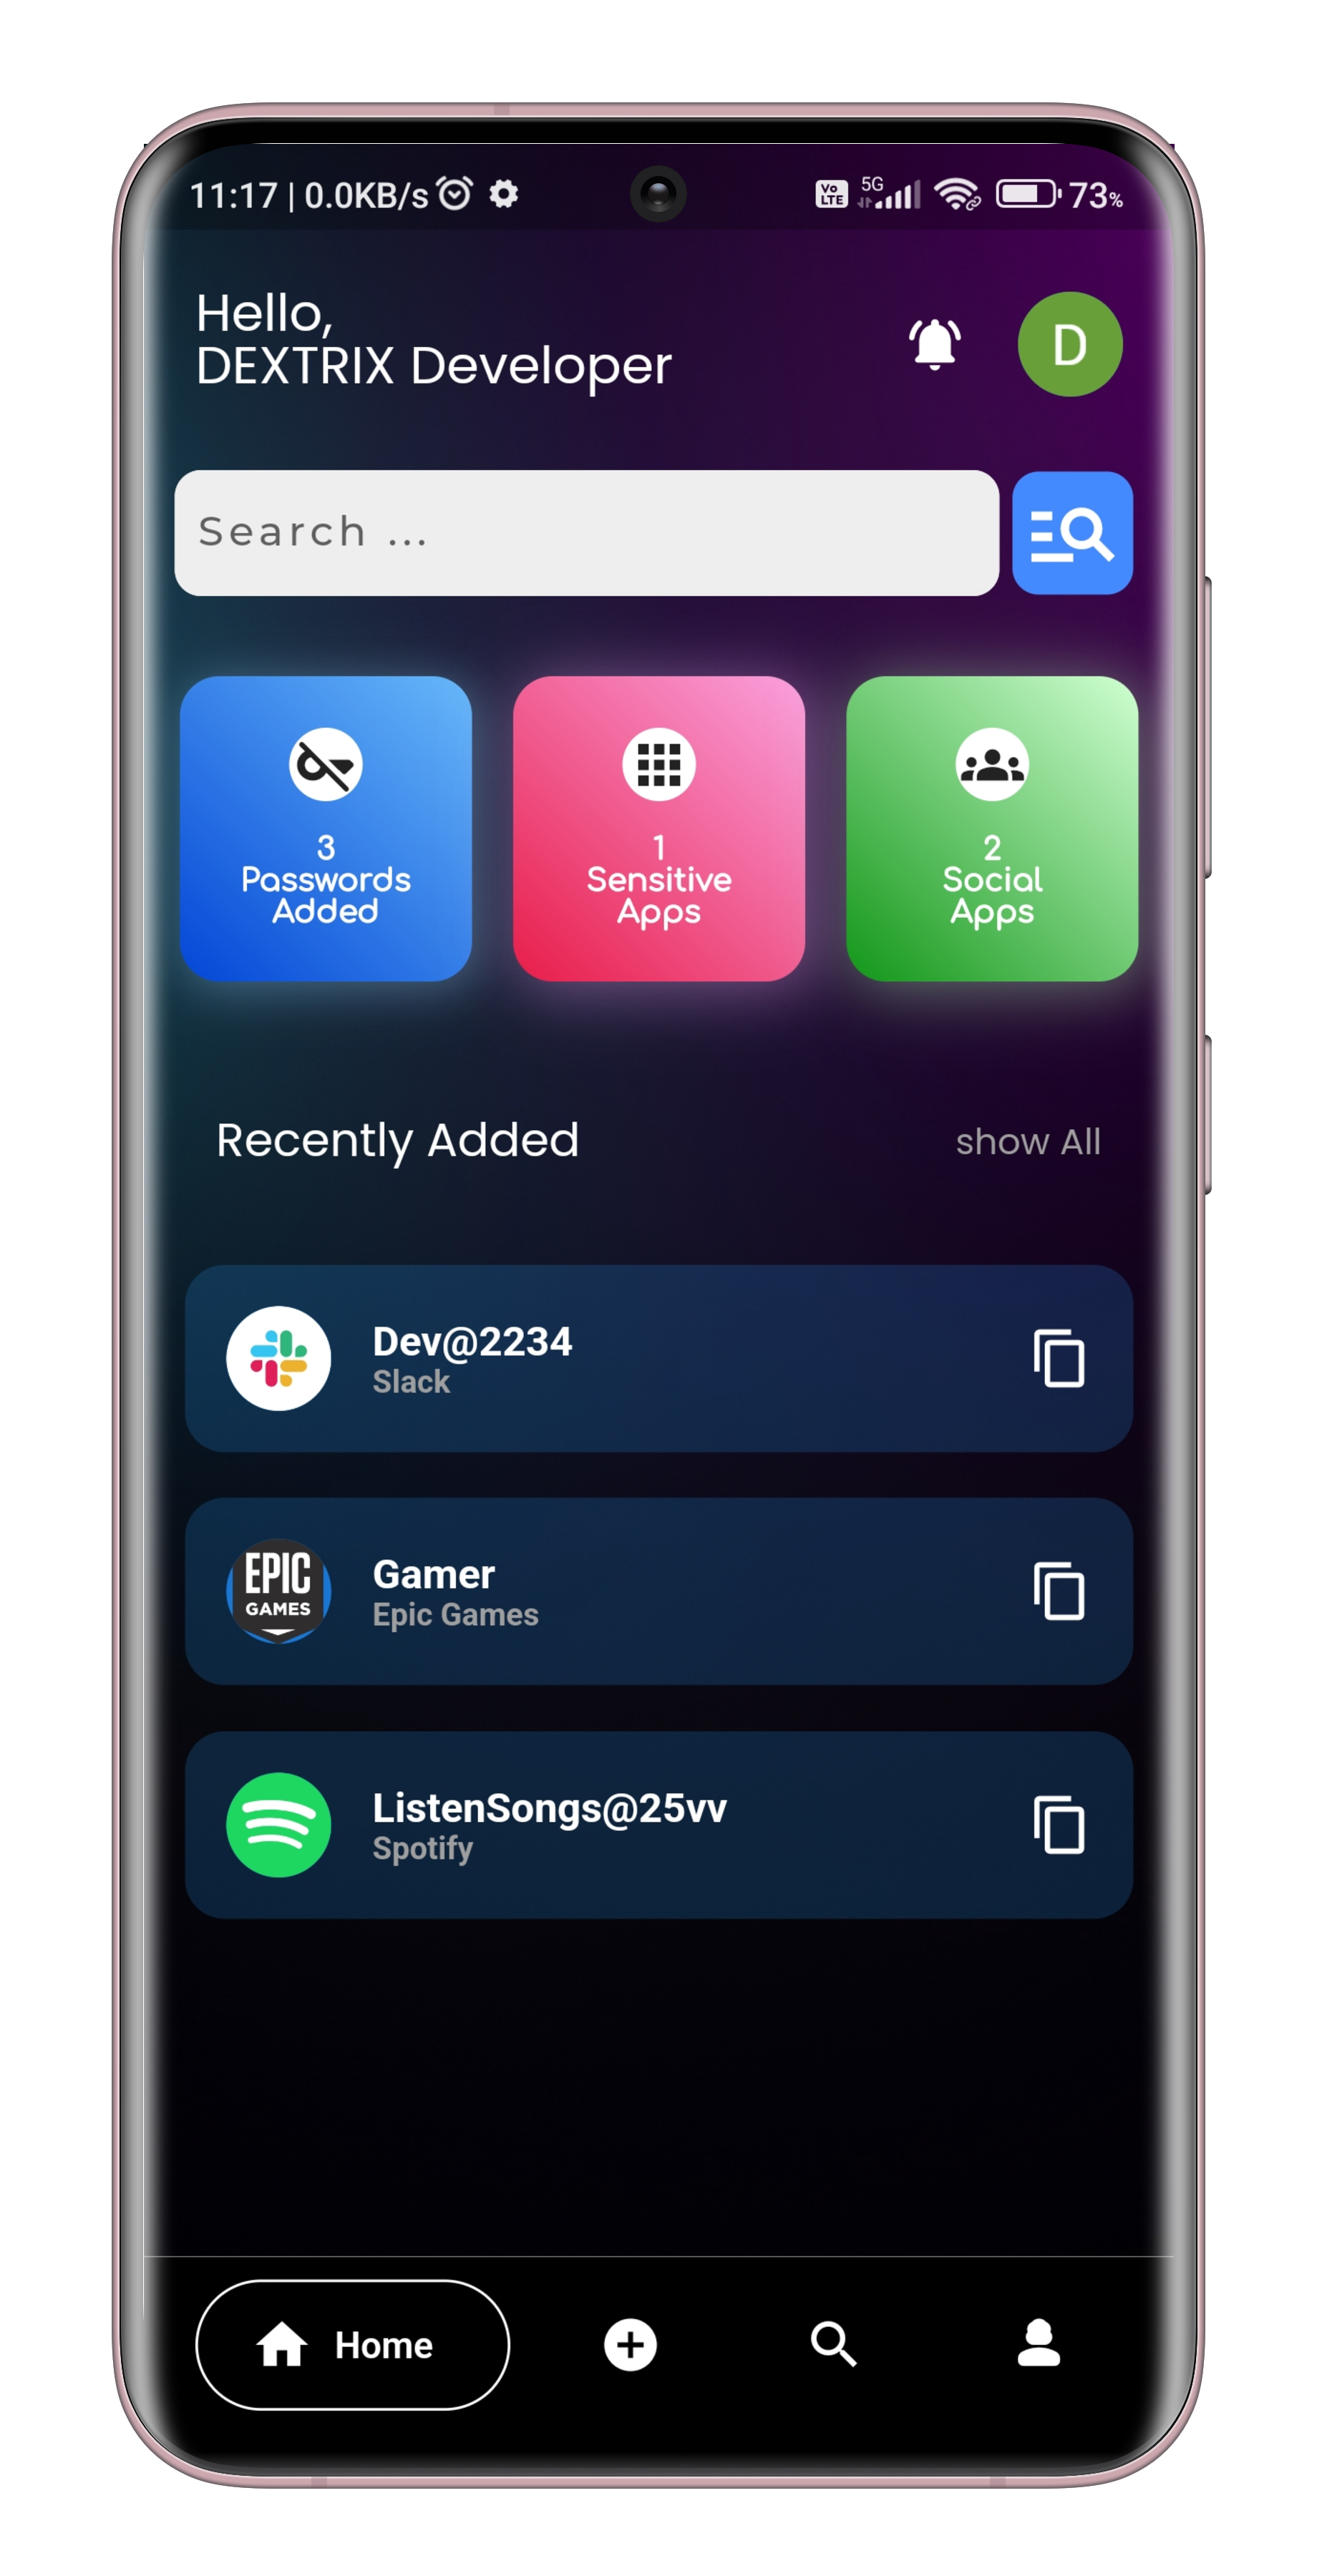 11:17 | 0.0KB/s Vo LTE 5G 73%
Hello,
DEXTRIX Developer
D
Search ...
3
Passwords
Added
1
Sensitive
Apps
2
Social
Apps
Recently Added show All
Dev@2234
Slack
EPIC
GAMES
Gamer
Epic Games
ListenSongs@25vv
Spotify
Home